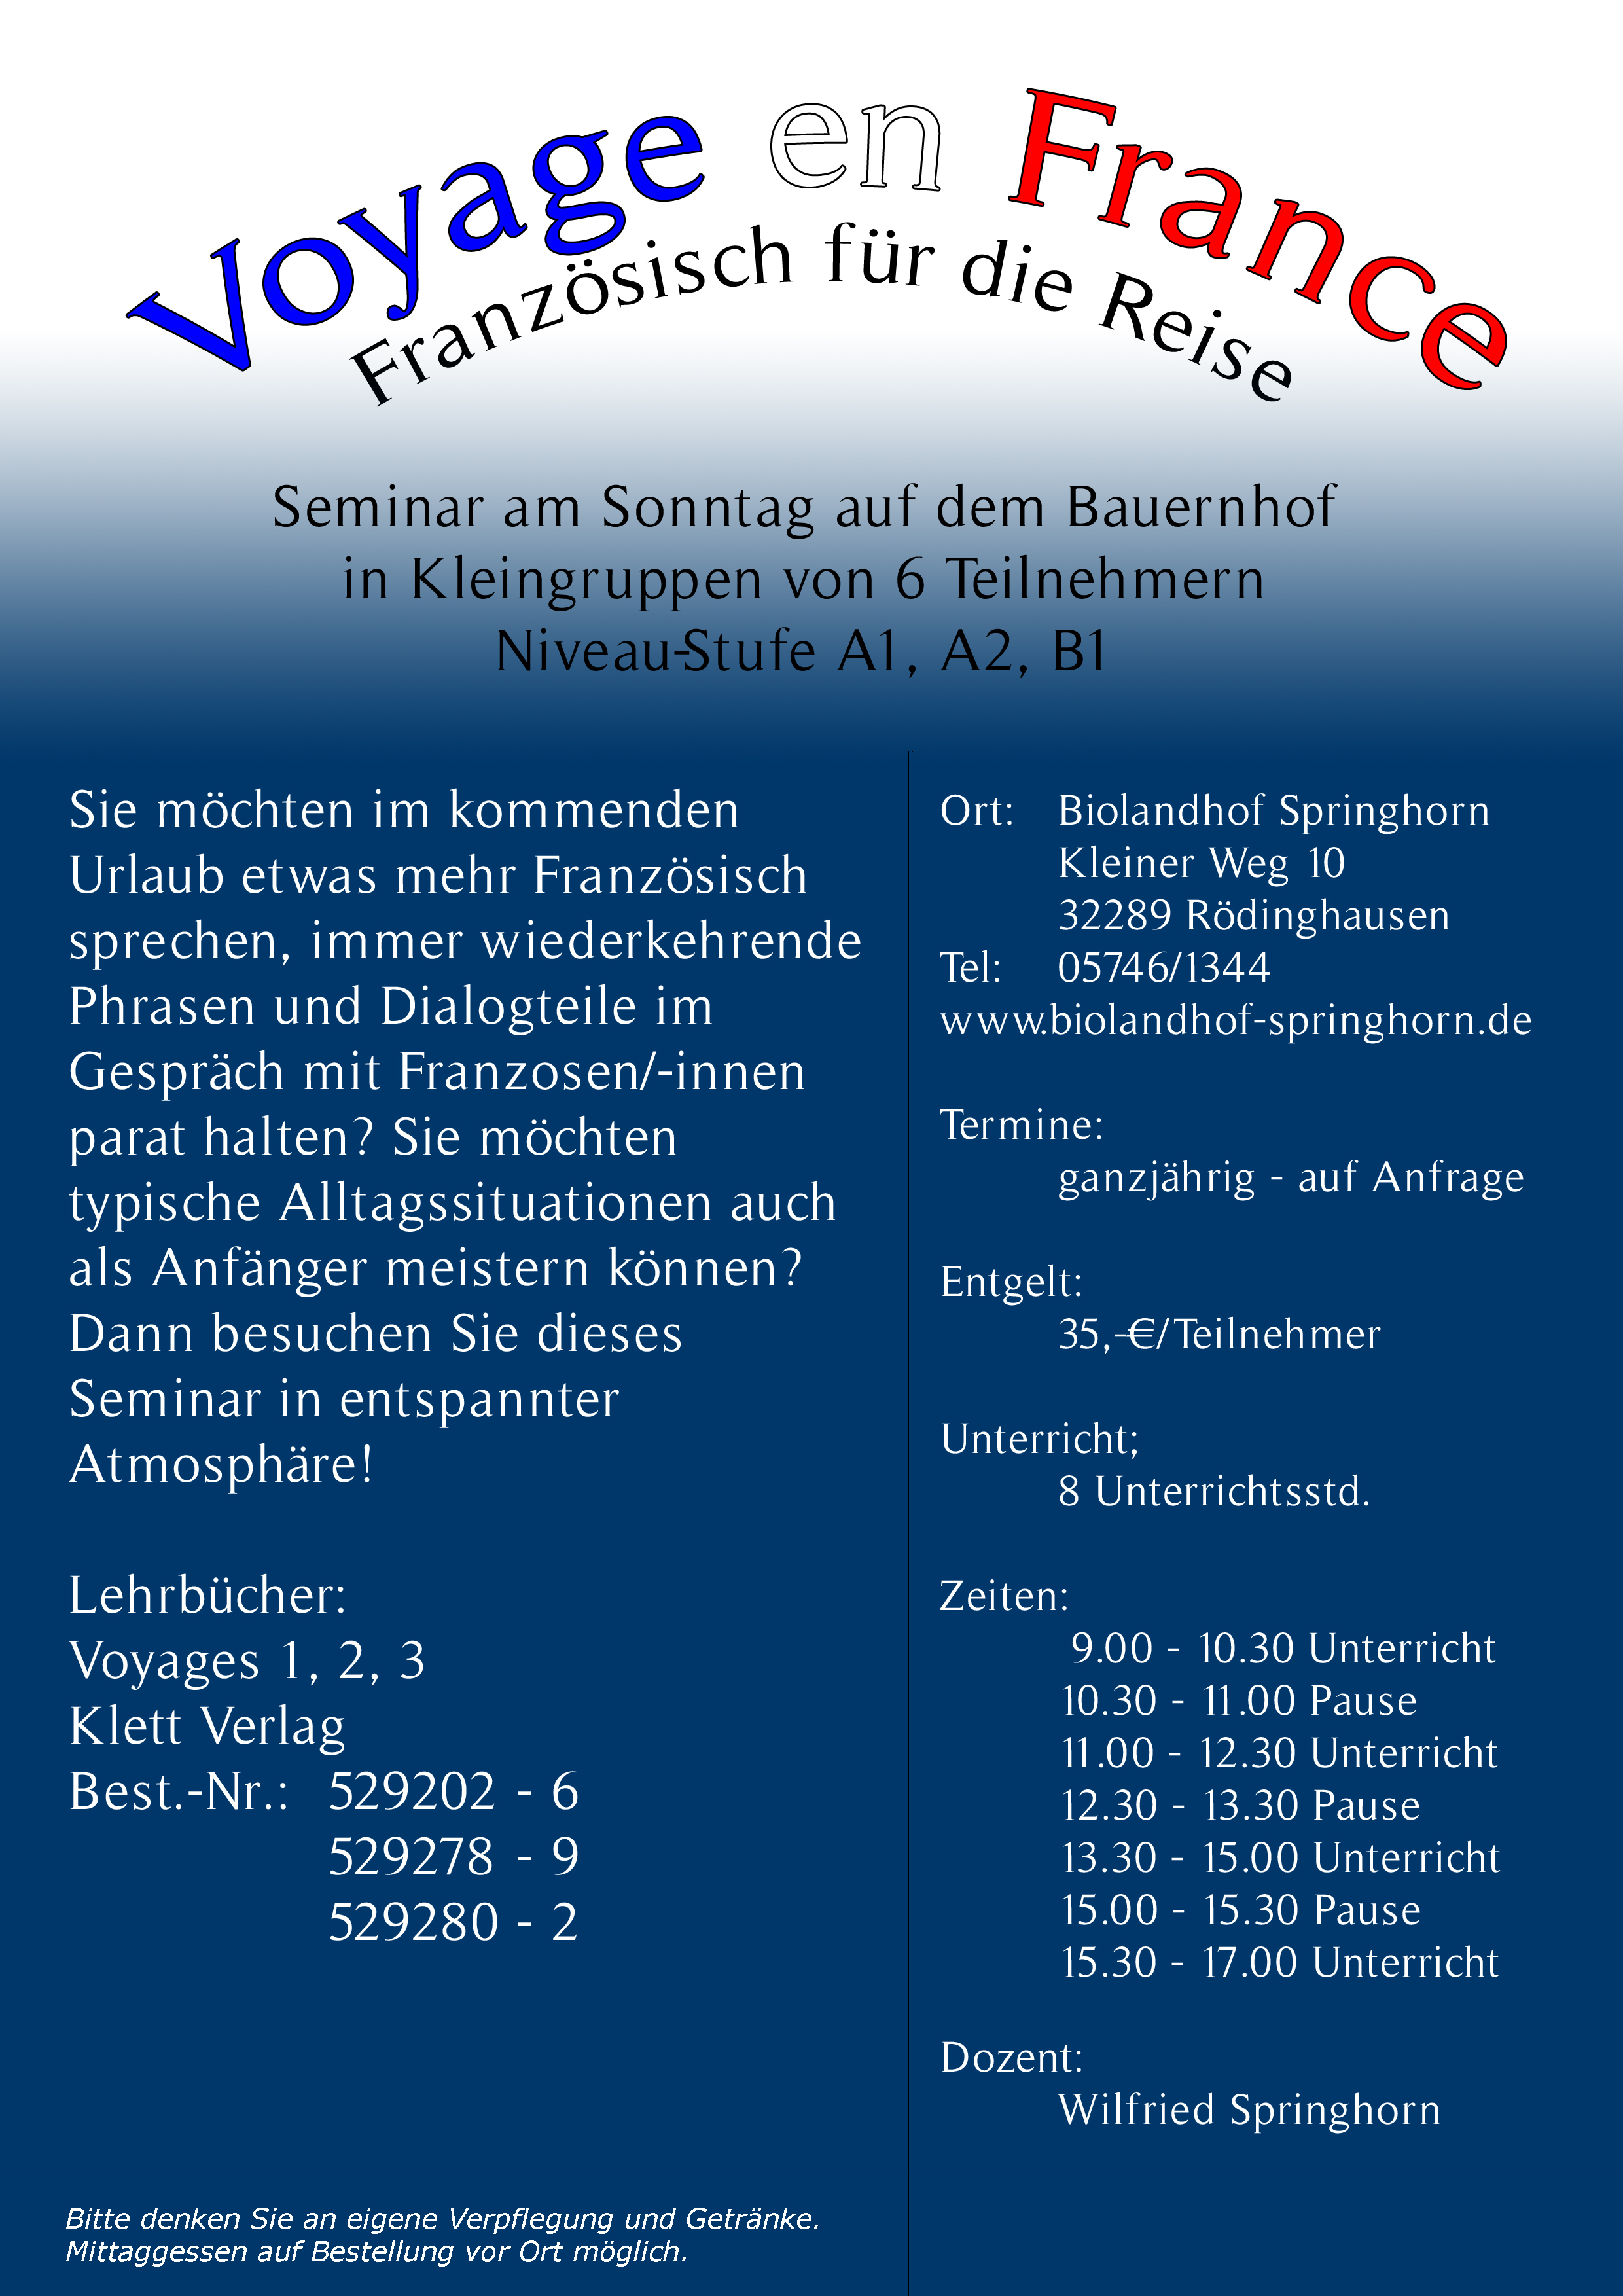 Voyage en France
Französisch für die Reise
Seminar am Sonntag auf dem Bauernhof
in Kleingruppen von 6 Teilnehmern
Niveau-Stufe A1, A2, B1
Sie möchten im kommenden
Urlaub etwas mehr Französisch
sprechen, immer wiederkehrende
Phrasen und Dialogteile im
Gespräch mit Franzosen/-innen
parat halten? Sie möchten
typische Alltagssituationen auch
als Anfänger meistern können?
Dann besuchen Sie dieses
Seminar in entspannter
Atmosphäre!
Lehrbücher:
Voyages 1, 2, 3
Klett Verlag
Best.-Nr.: 529202 - 6
529278 - 9
529280 - 2
Ort: Biolandhof Springhorn
Kleiner Weg 10
32289 Rödinghausen
Tel: 05746/1344
www.biolandhof-springhorn.de
Termine:
ganzjährig - auf Anfrage
Entgelt:
35,-€/Teilnehmer
Unterricht;
8 Unterrichtsstd.
Zeiten:
9.00 - 10.30 Unterricht
10.30 - 11.00 Pause
11.00 - 12.30 Unterricht
12.30 - 13.30 Pause
13.30 - 15.00 Unterricht
15.00 - 15.30 Pause
15.30 - 17.00 Unterricht
Dozent:
Wilfried Springhorn
Bitte denken Sie an eigene Verpflegung und Getränke.
Mittaggessen auf Bestellung vor Ort möglich.